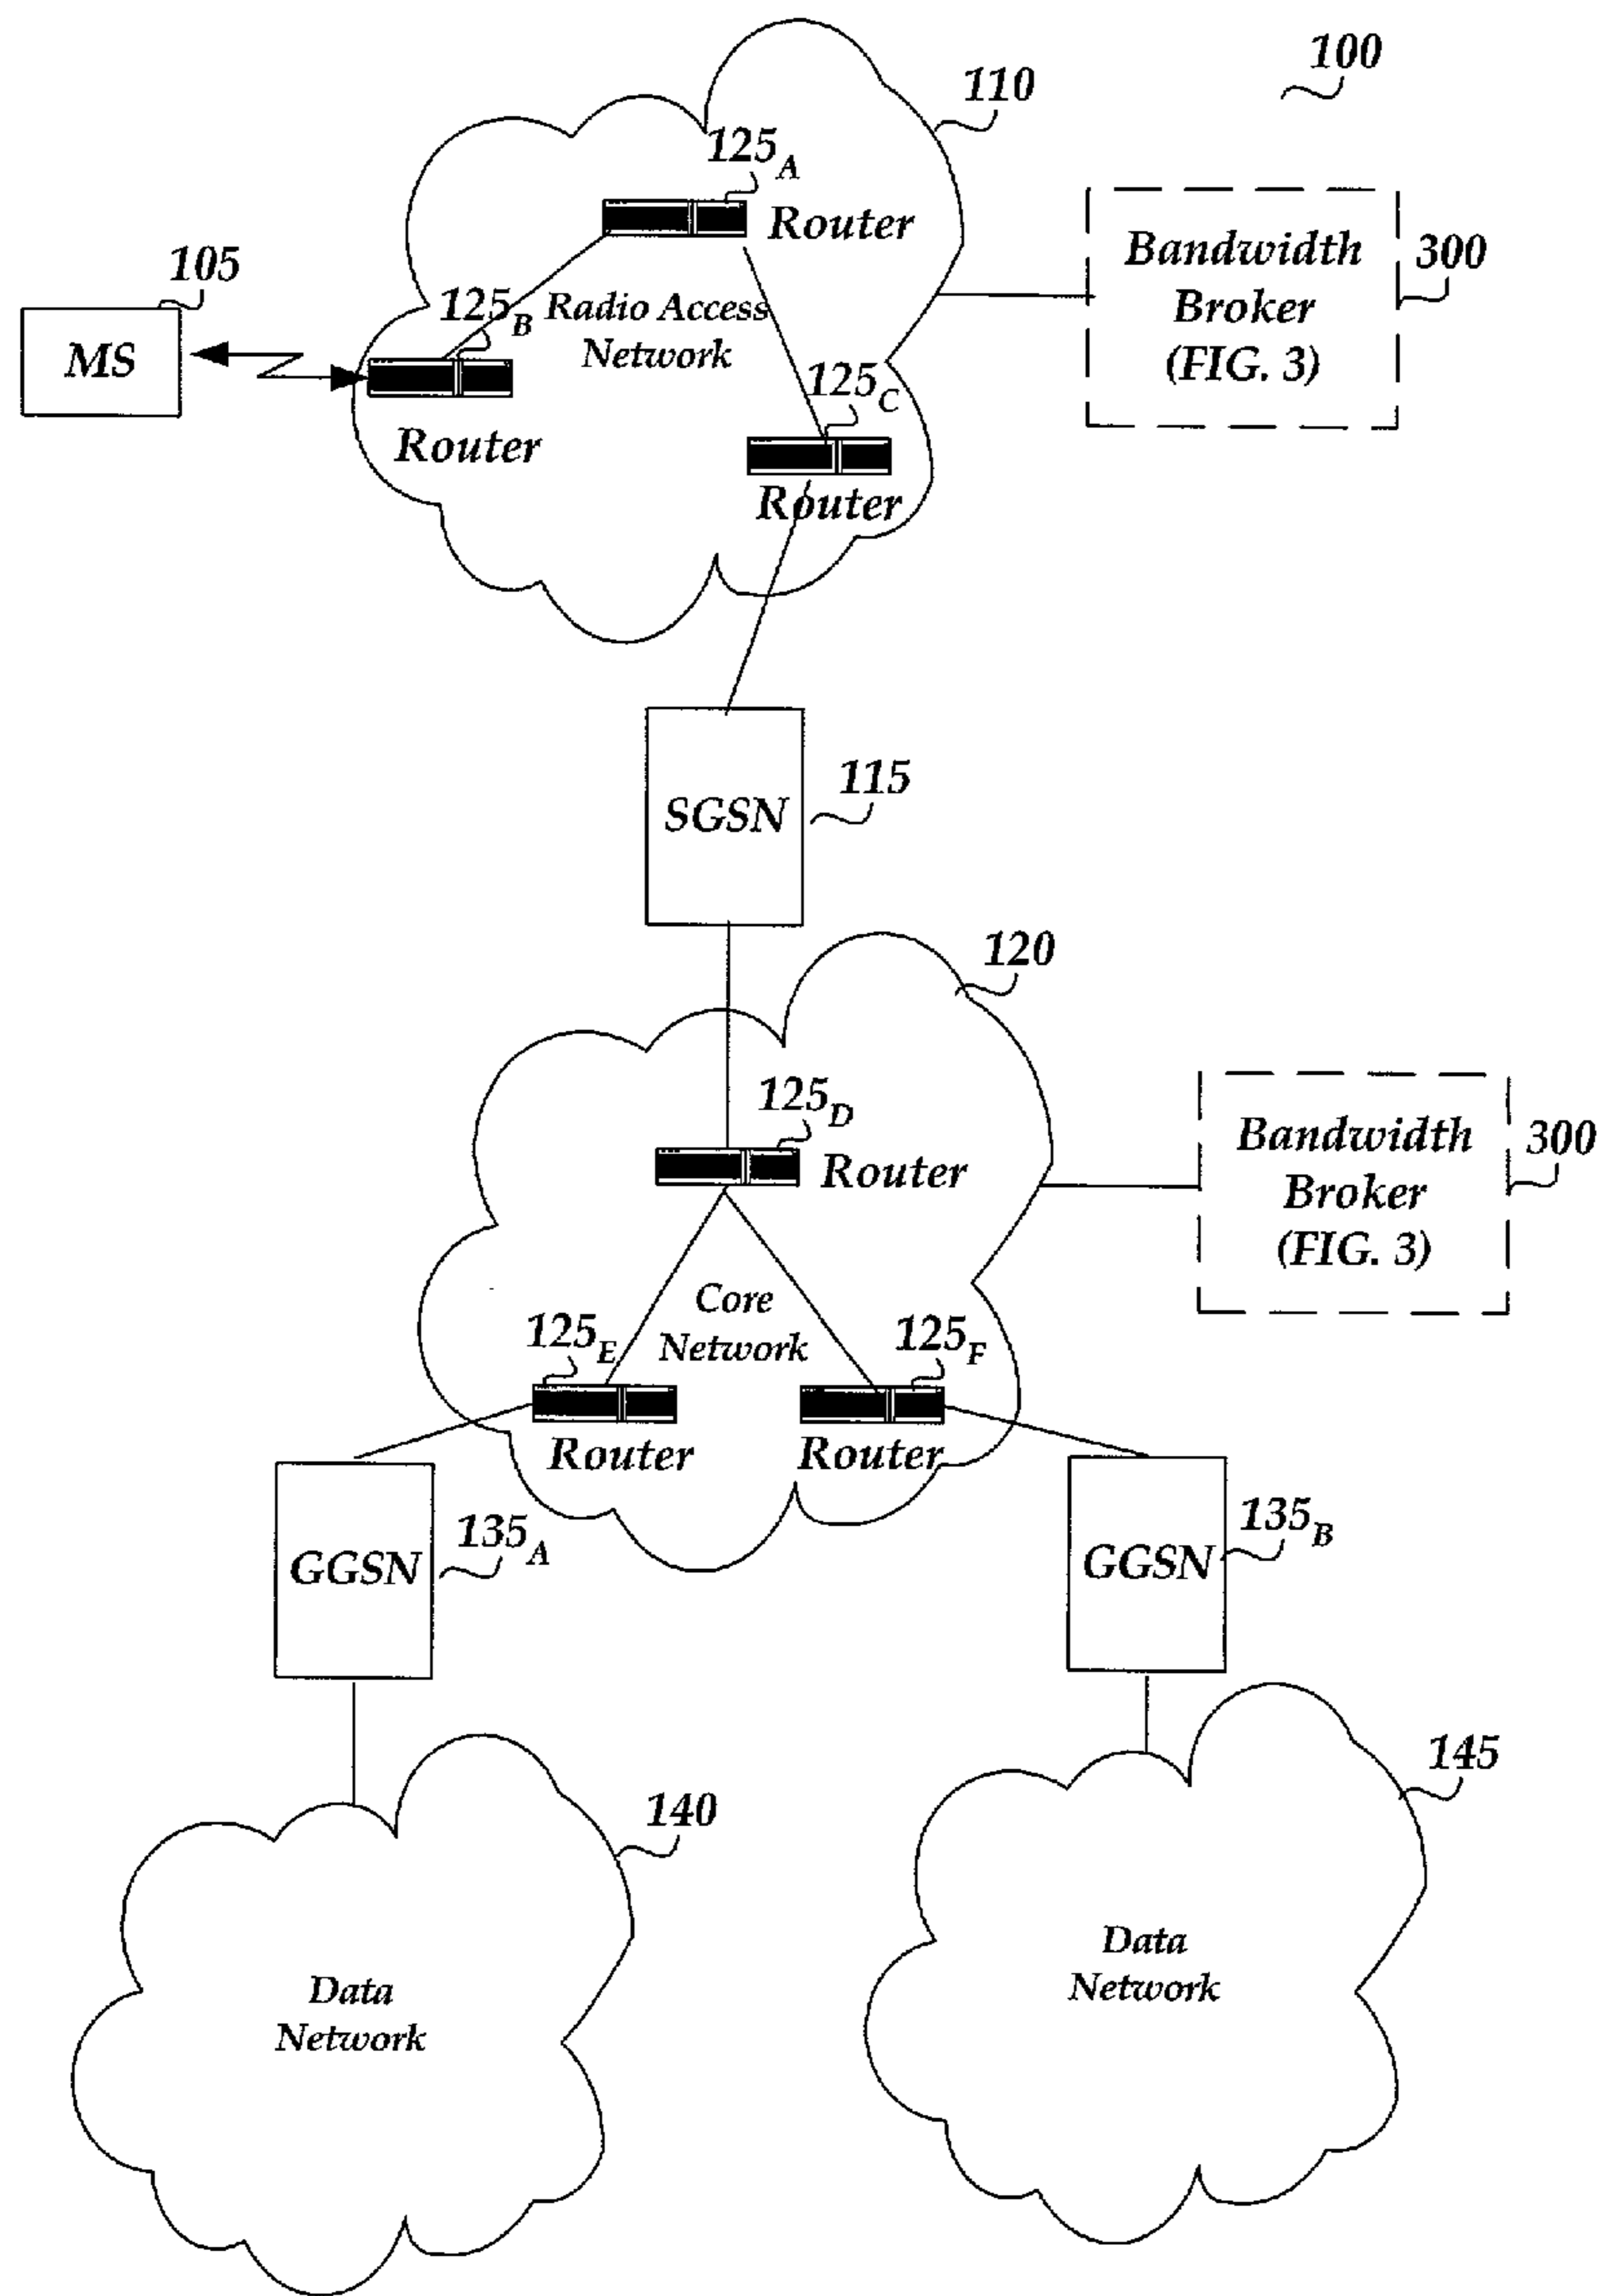 100
110
125A
Router
Bandwidth
Broker
(FIG. 3)
300
105
MS
125B
Radio Access
Network
Router
125C
Router
SGSN
115
120
125D
Router
Bandwidth
Broker
(FIG. 3)
300
Core
Network
125E
Router
125F
Router
GGSN
135A
GGSN
135B
140
Data
Network
145
Data
Network